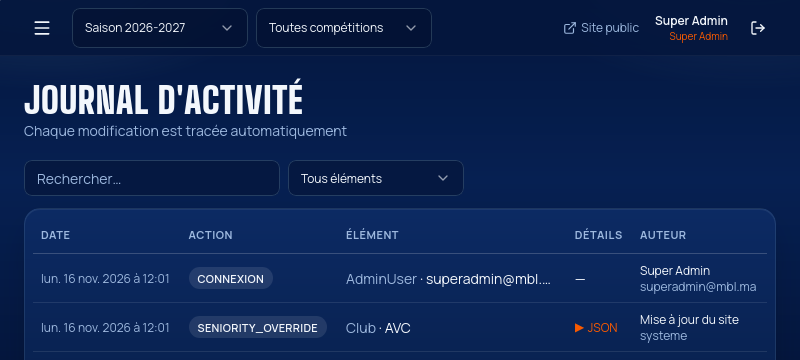 Saison 2026-2027
Toutes compétitions
Site public
Super Admin
Super Admin
JOURNAL D'ACTIVITÉ
Chaque modification est tracée automatiquement
Rechercher...
Tous éléments
DATE ACTION ÉLÉMENT DÉTAILS AUTEUR
lun. 16 nov. 2026 à 12:01 CONNEXION AdminUser · superadmin@mbl.... — Super Admin
superadmin@mbl.ma
lun. 16 nov. 2026 à 12:01 SENIORITY_OVERRIDE Club · AVC ▶ JSON Mise à jour du site
systeme